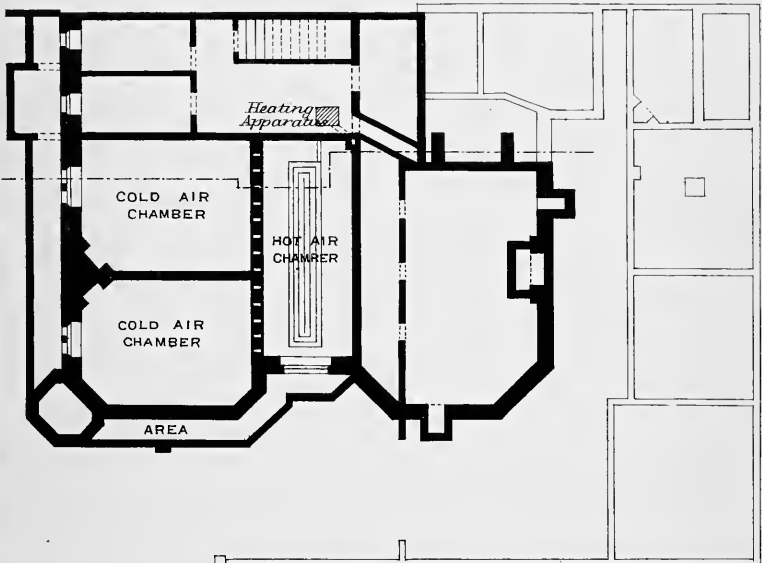 Heating
Apparatus
COLD AIR
CHAMBER
HOT AIR
CHAMBER
COLD AIR
CHAMBER
AREA